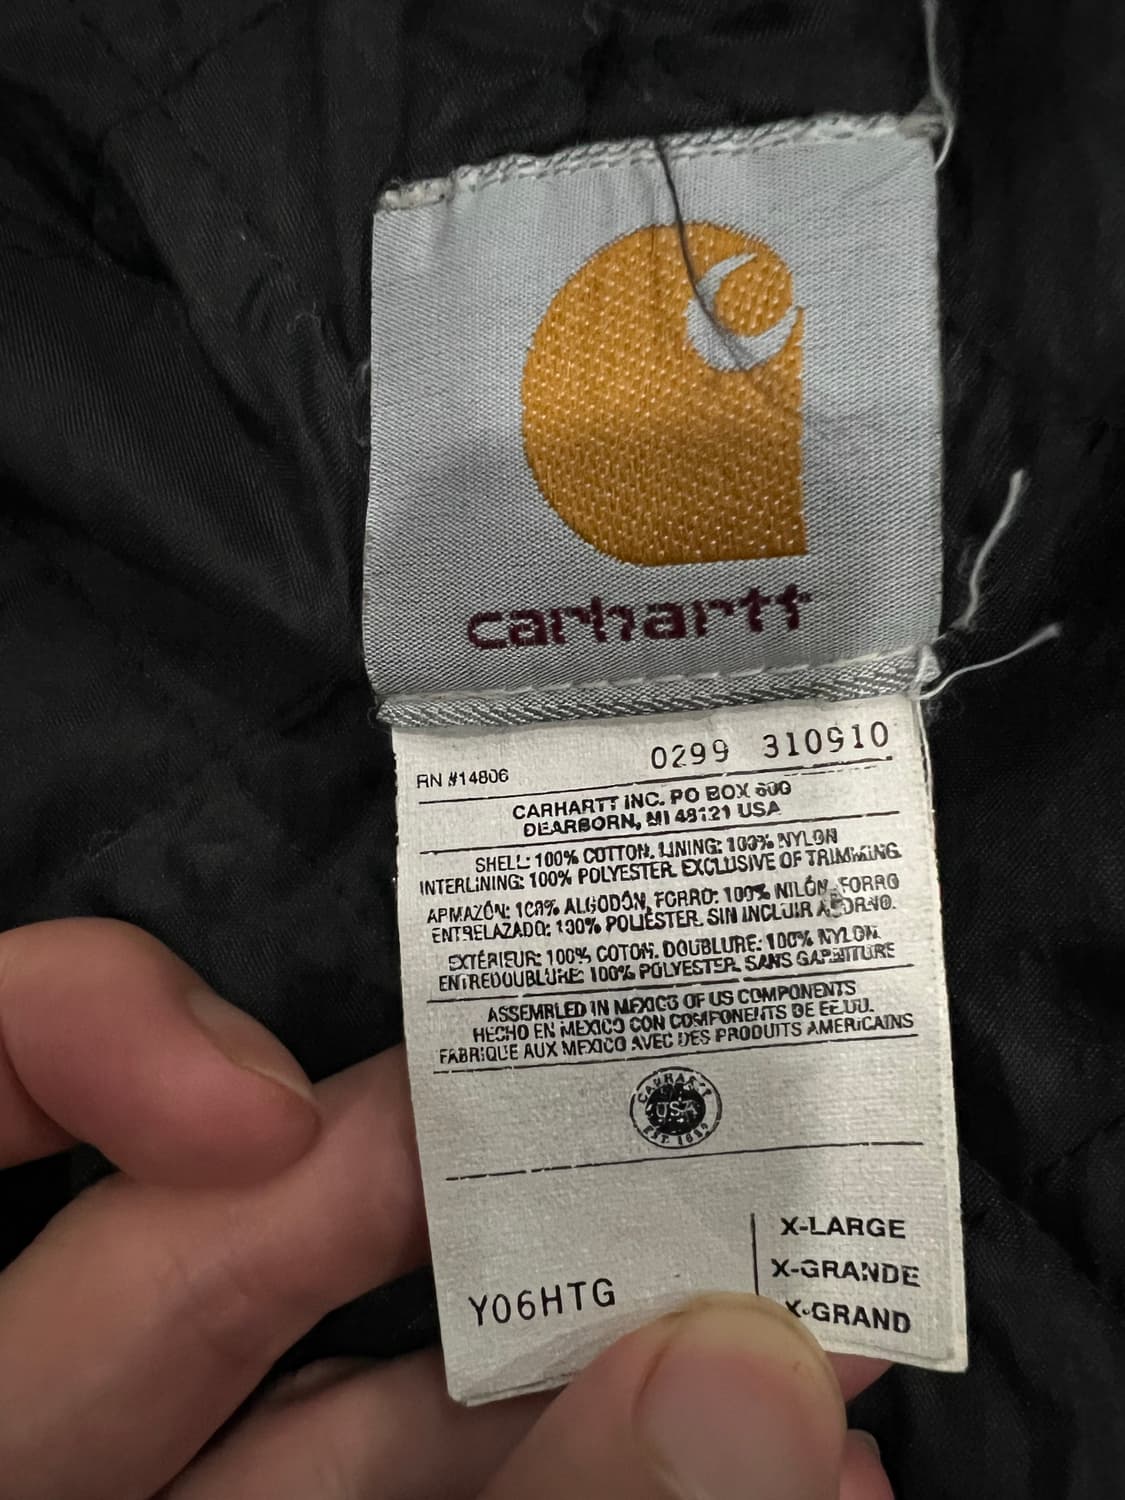 carhartt
0299 310910
RN #14806
CARHARTT INC. PO BOX 600
DEARBORN, MI 48121 USA
SHELL: 100% COTTON. LINING: 100% NYLON
INTERLINING: 100% POLYESTER. EXCLUSIVE OF TRIMMING.
ARMAZÓN: 100% ALGODÓN, FORRO: 100% NILÓN, FORRO
ENTRELAZADO: 100% POLIÉSTER. SIN INCLUIR ADORNO.
EXTÉRIEUR: 100% COTON. DOUBLURE: 100% NYLON.
ENTREDOUBLURE: 100% POLYESTER. SANS GARNITURE
ASSEMBLED IN MEXICO OF US COMPONENTS
HECHO EN MEXICO CON COMPONENTS DE EE.UU.
FABRIQUE AUX MEXICO AVEC DES PRODUITS AMERICAINS
CARHARTT
USA
EST. 1889
X-LARGE
X-GRANDE
Y06HTG
X-GRAND